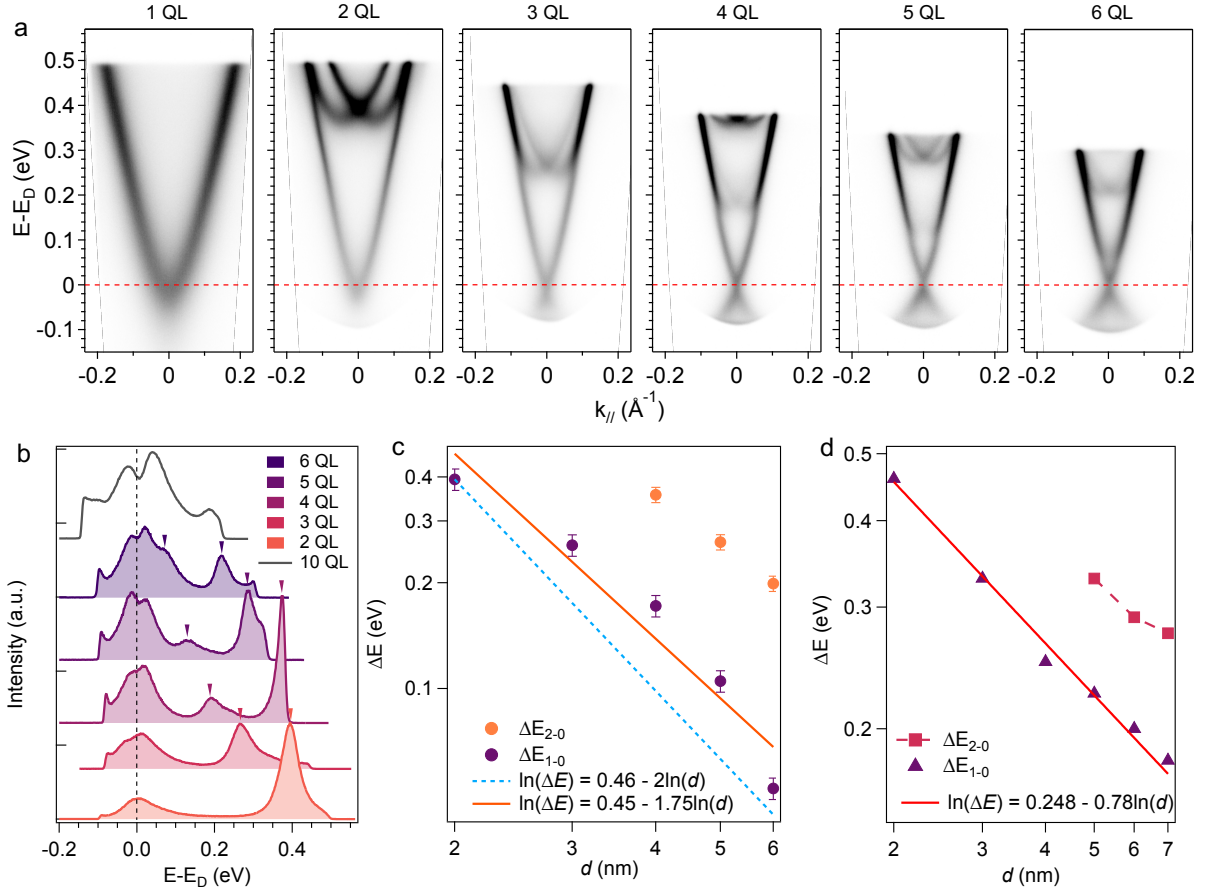 1 QL 2 QL 3 QL 4 QL 5 QL 6 QL
a
0.5
0.4
0.3
0.2
0.1
0
-0.1
E-E_D (eV)
-0.2 0 0.2 -0.2 0 0.2 -0.2 0 0.2 -0.2 0 0.2 -0.2 0 0.2 -0.2 0 0.2
k_// (Å^-1)
b
6 QL
5 QL
4 QL
3 QL
2 QL
10 QL
Intensity (a.u.)
-0.2 0.0 0.2 0.4
E-E_D (eV)
c
0.4
0.3
0.2
0.1
ΔE (eV)
ΔE_2-0
ΔE_1-0
ln(ΔE) = 0.46 - 2ln(d)
ln(ΔE) = 0.45 - 1.75ln(d)
2 3 4 5 6
d (nm)
d
0.5
0.4
0.3
0.2
ΔE (eV)
ΔE_2-0
ΔE_1-0
ln(ΔE) = 0.248 - 0.78ln(d)
2 3 4 5 6 7
d (nm)